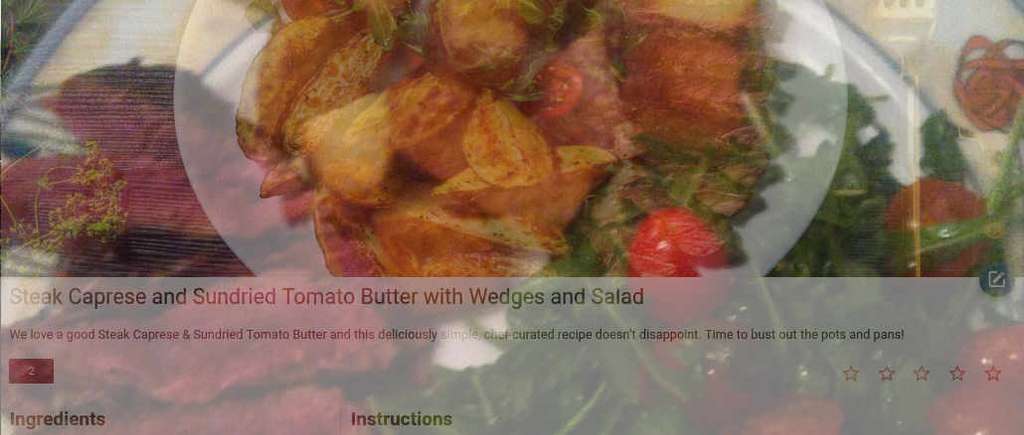 Steak Caprese and Sundried Tomato Butter with Wedges and Salad
We love a good Steak Caprese & Sundried Tomato Butter and this deliciously simple, chef-curated recipe doesn't disappoint. Time to bust out the pots and pans!
2
Ingredients Instructions